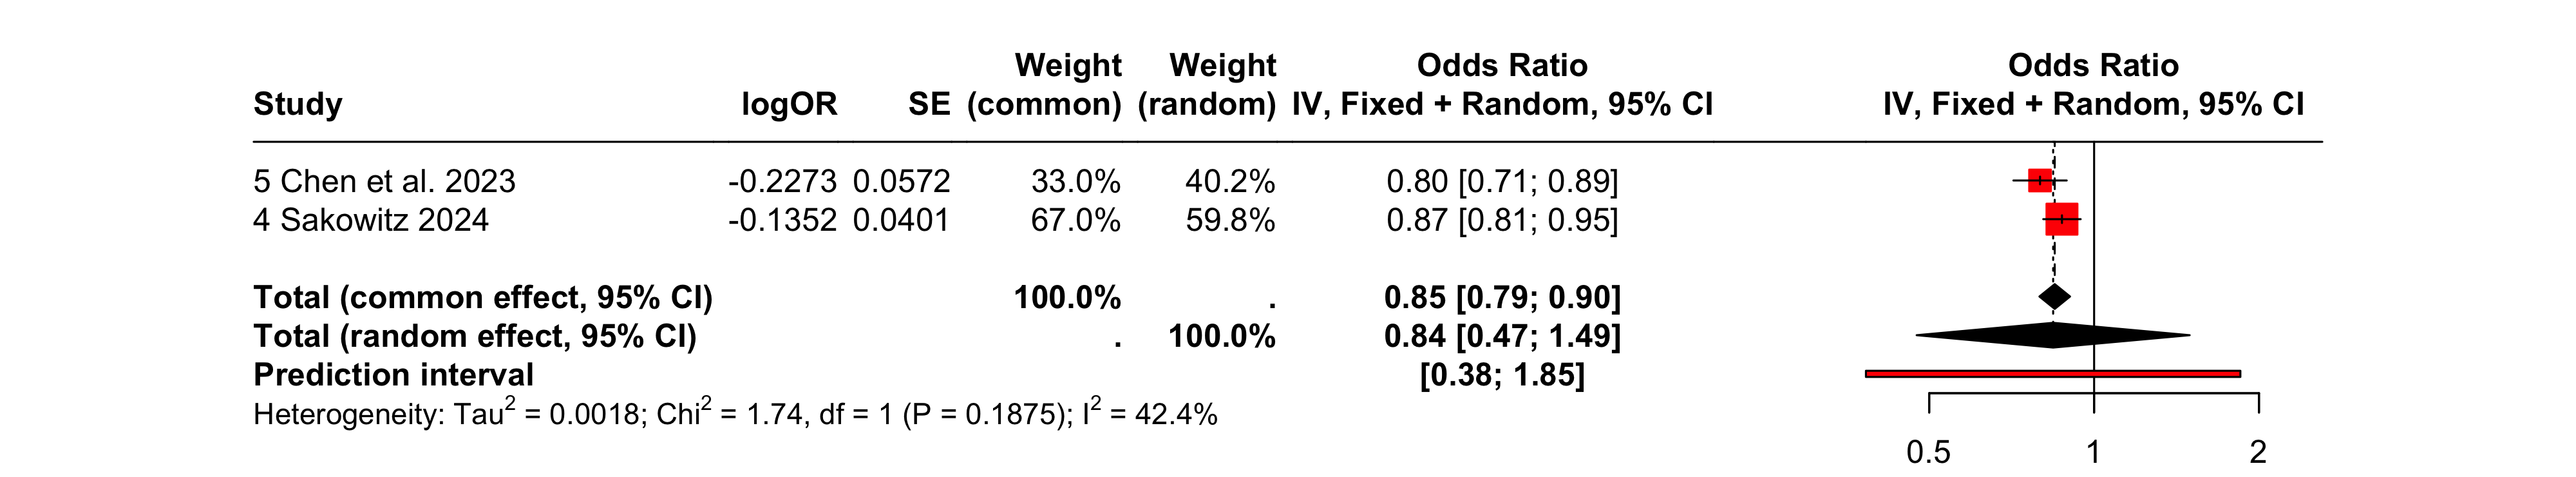 Weight Weight Odds Ratio Odds Ratio
Study logOR SE (common) (random) IV, Fixed + Random, 95% CI IV, Fixed + Random, 95% CI
5 Chen et al. 2023 -0.2273 0.0572 33.0% 40.2% 0.80 [0.71; 0.89]
4 Sakowitz 2024 -0.1352 0.0401 67.0% 59.8% 0.87 [0.81; 0.95]
Total (common effect, 95% CI) 100.0% . 0.85 [0.79; 0.90]
Total (random effect, 95% CI) . 100.0% 0.84 [0.47; 1.49]
Prediction interval [0.38; 1.85]
Heterogeneity: Tau² = 0.0018; Chi² = 1.74, df = 1 (P = 0.1875); I² = 42.4%
0.5 1 2